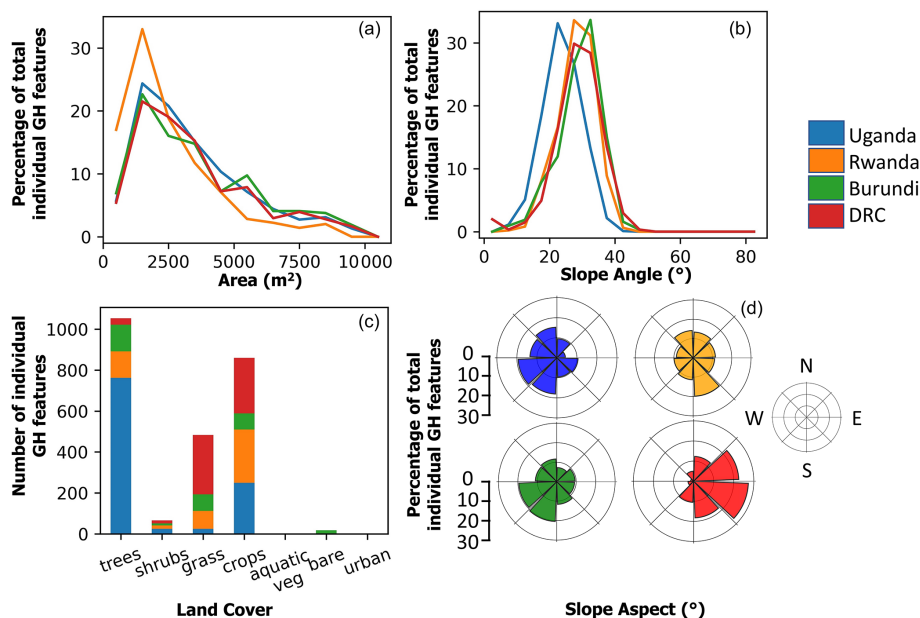 (a)
Percentage of total
individual GH features
30
20
10
0
0
2500
5000
7500
10000
Area (m²)
(b)
Percentage of total
individual GH features
30
20
10
0
0
20
40
60
80
Slope Angle (°)
Uganda
Rwanda
Burundi
DRC
(c)
Number of individual
GH features
1000
800
600
400
200
0
trees
shrubs
grass
crops
aquatic
veg
bare
urban
Land Cover
(d)
Percentage of total
individual GH features
0
10
20
30
0
10
20
30
N
W
E
S
Slope Aspect (°)